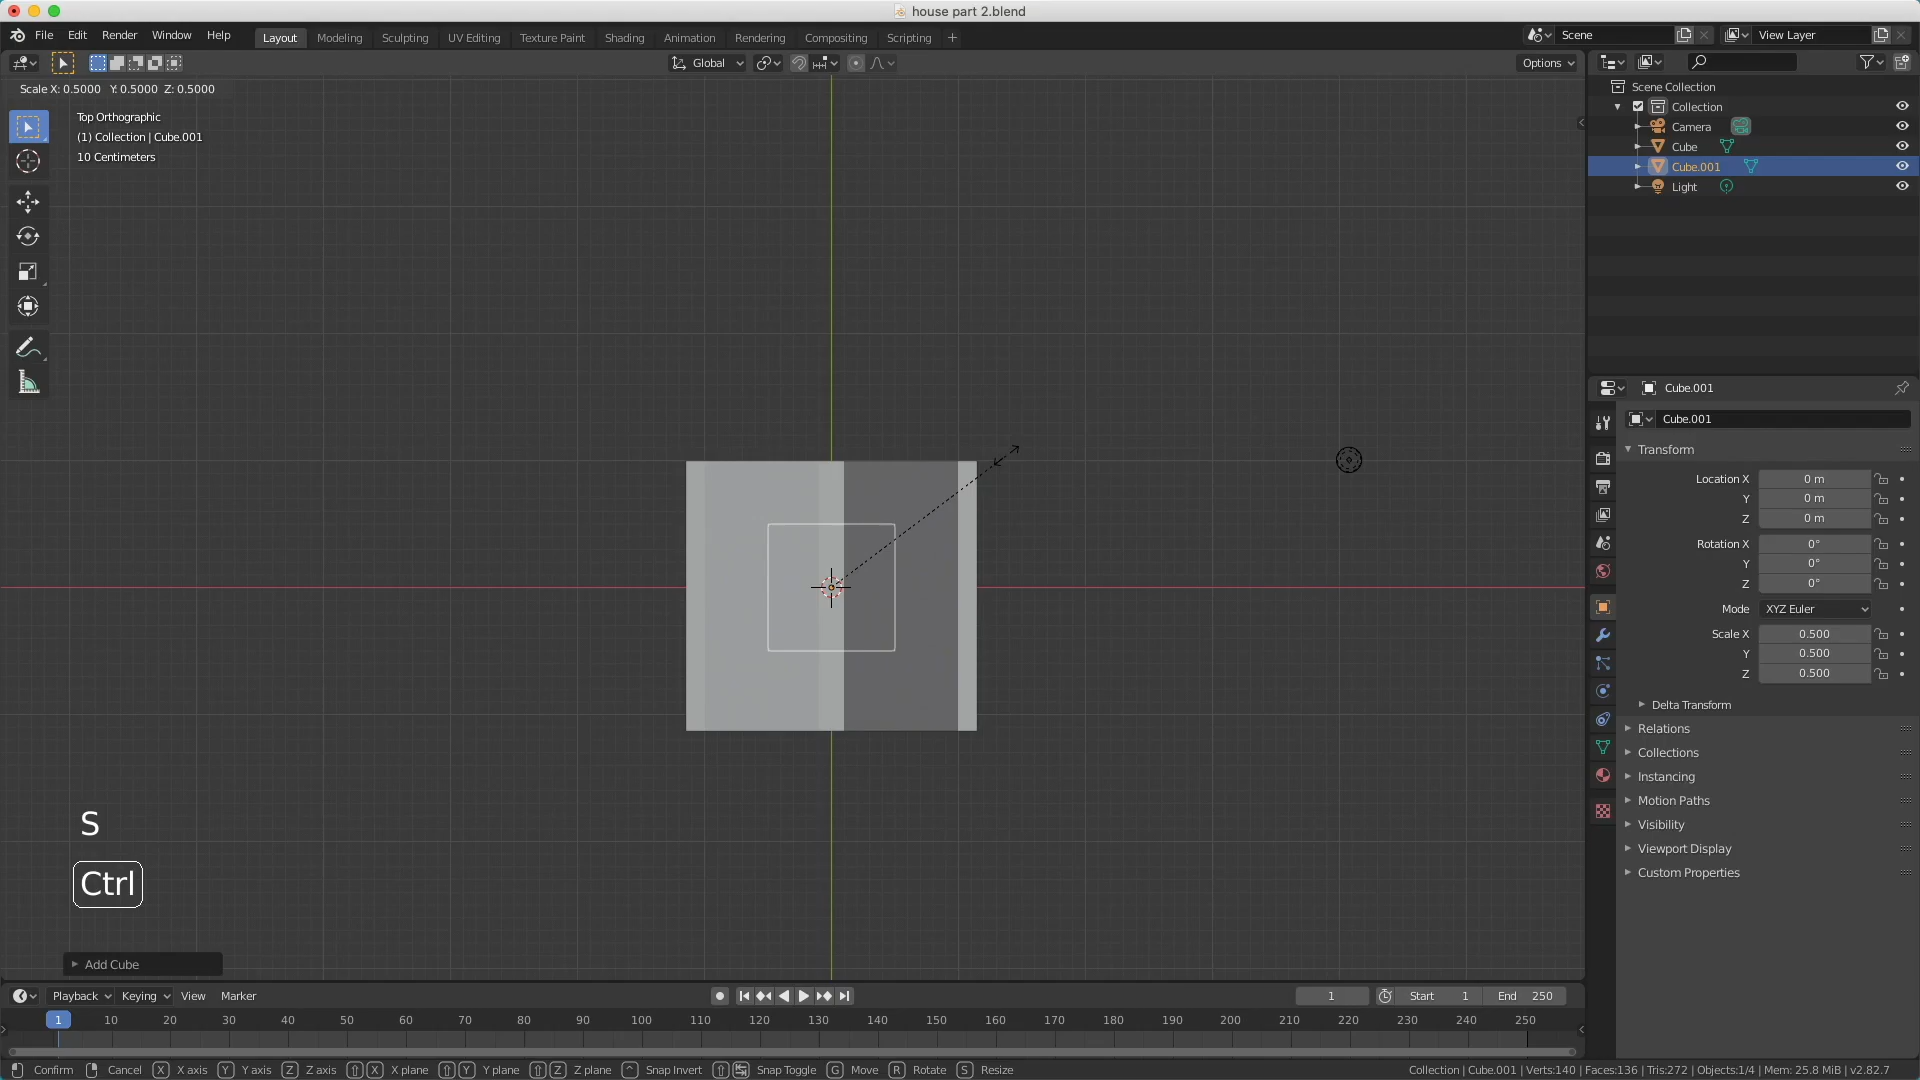 house part 2.blend
File Edit Render Window Help Layout Modeling Sculpting UV Editing Texture Paint Shading Animation Rendering Compositing Scripting + Scene View Layer
Global Options
Scale X: 0.5000 Y: 0.5000 Z: 0.5000
Top Orthographic
(1) Collection | Cube.001
10 Centimeters
S
Ctrl
Add Cube
Scene Collection
Collection
Camera
Cube
Cube.001
Light
Cube.001
Cube.001
Transform
Location X 0 m
Y 0 m
Z 0 m
Rotation X 0°
Y 0°
Z 0°
Mode XYZ Euler
Scale X 0.500
Y 0.500
Z 0.500
Delta Transform
Relations
Collections
Instancing
Motion Paths
Visibility
Viewport Display
Custom Properties
Playback Keying View Marker 1 Start 1 End 250
1 10 20 30 40 50 60 70 80 90 100 110 120 130 140 150 160 170 180 190 200 210 220 230 240 250
Confirm Cancel X X axis Y Y axis Z Z axis X X plane Y Y plane Z Z plane ^ Snap Invert Snap Toggle G Move R Rotate S Resize Collection | Cube.001 | Verts:140 | Faces:136 | Tris:272 | Objects:1/4 | Mem: 25.8 MiB | v2.82.7